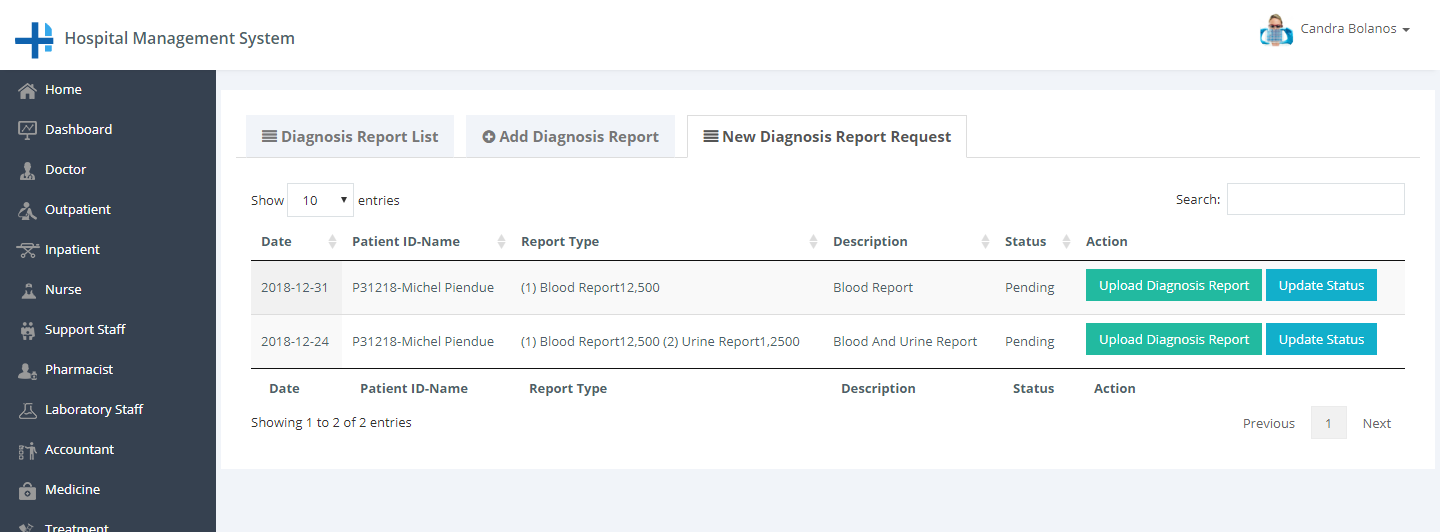 Hospital Management System
Candra Bolanos
Home
Dashboard
Doctor
Outpatient
Inpatient
Nurse
Support Staff
Pharmacist
Laboratory Staff
Accountant
Medicine
Treatment
Diagnosis Report List
Add Diagnosis Report
New Diagnosis Report Request
Show 10 entries
Search:
Date Patient ID-Name Report Type Description Status Action
2018-12-31 P31218-Michel Piendue (1) Blood Report12,500 Blood Report Pending Upload Diagnosis Report Update Status
2018-12-24 P31218-Michel Piendue (1) Blood Report12,500 (2) Urine Report1,2500 Blood And Urine Report Pending Upload Diagnosis Report Update Status
Date Patient ID-Name Report Type Description Status Action
Showing 1 to 2 of 2 entries
Previous 1 Next